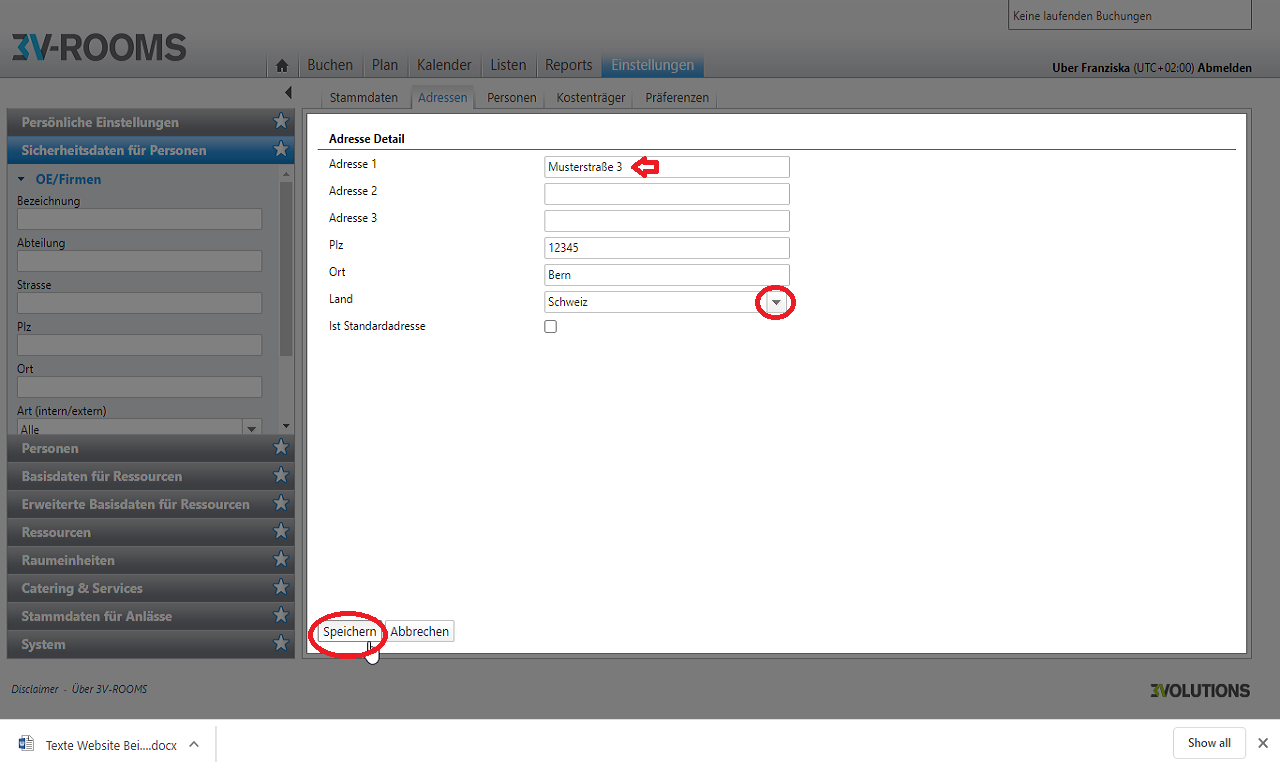 Keine laufenden Buchungen
3V-ROOMS
Buchen Plan Kalender Listen Reports Einstellungen
Uber Franziska (UTC+02:00) Abmelden
Stammdaten Adressen Personen Kostenträger Präferenzen
Persönliche Einstellungen
Sicherheitsdaten für Personen
OE/Firmen
Bezeichnung
Abteilung
Strasse
Plz
Ort
Art (intern/extern)
Alle
Personen
Basisdaten für Ressourcen
Erweiterte Basisdaten für Ressourcen
Ressourcen
Raumeinheiten
Catering & Services
Stammdaten für Anlässe
System
Adresse Detail
Adresse 1 Musterstraße 3
Adresse 2
Adresse 3
Plz 12345
Ort Bern
Land Schweiz
Ist Standardadresse
Speichern Abbrechen
Disclaimer - Über 3V-ROOMS
3VOLUTIONS
Texte Website Bei....docx
Show all